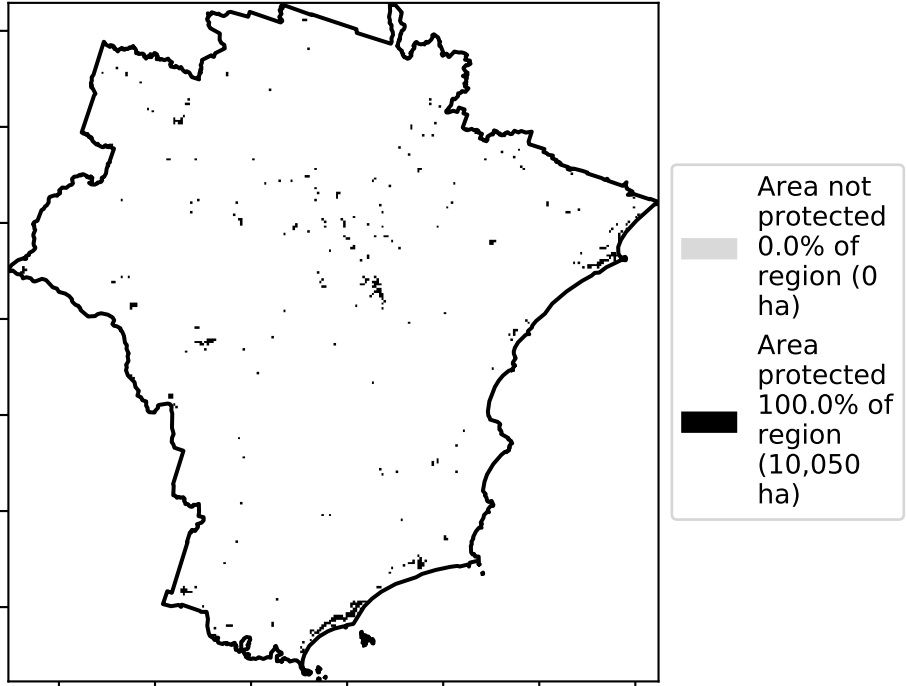 Area not
protected
0.0% of
region (0
ha)
Area
protected
100.0% of
region
(10,050
ha)